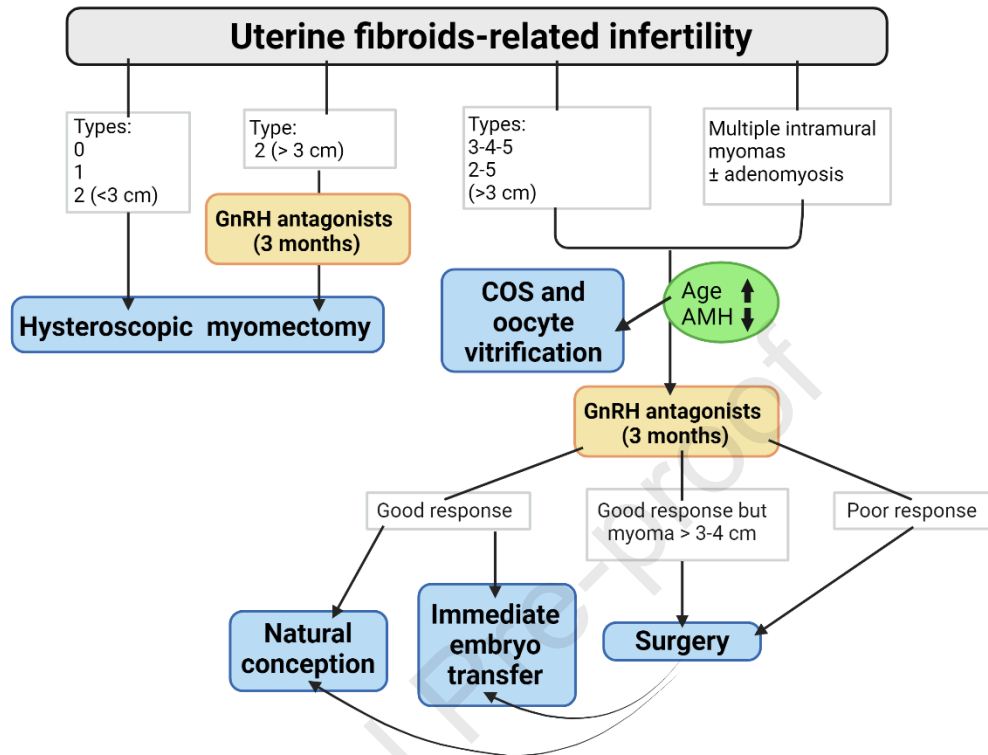 Uterine fibroids-related infertility
Types:
0
1
2 (<3 cm)
Type:
2 (> 3 cm)
Types:
3-4-5
2-5
(>3 cm)
Multiple intramural
myomas
± adenomyosis
GnRH antagonists
(3 months)
Hysteroscopic myomectomy
COS and
oocyte
vitrification
Age
AMH
GnRH antagonists
(3 months)
Good response
Good response but
myoma > 3-4 cm
Poor response
Natural
conception
Immediate
embryo
transfer
Surgery
Pre-proof